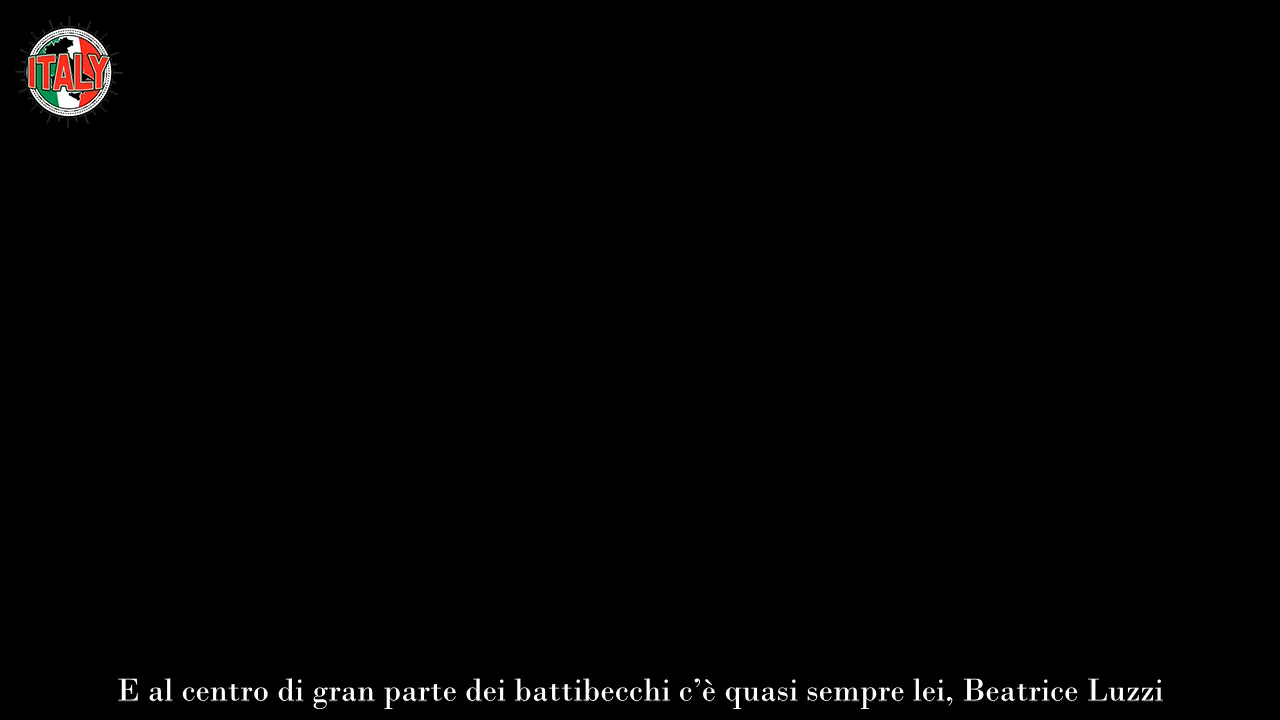 ITALY
E al centro di gran parte dei battibecchi c’è quasi sempre lei, Beatrice Luzzi